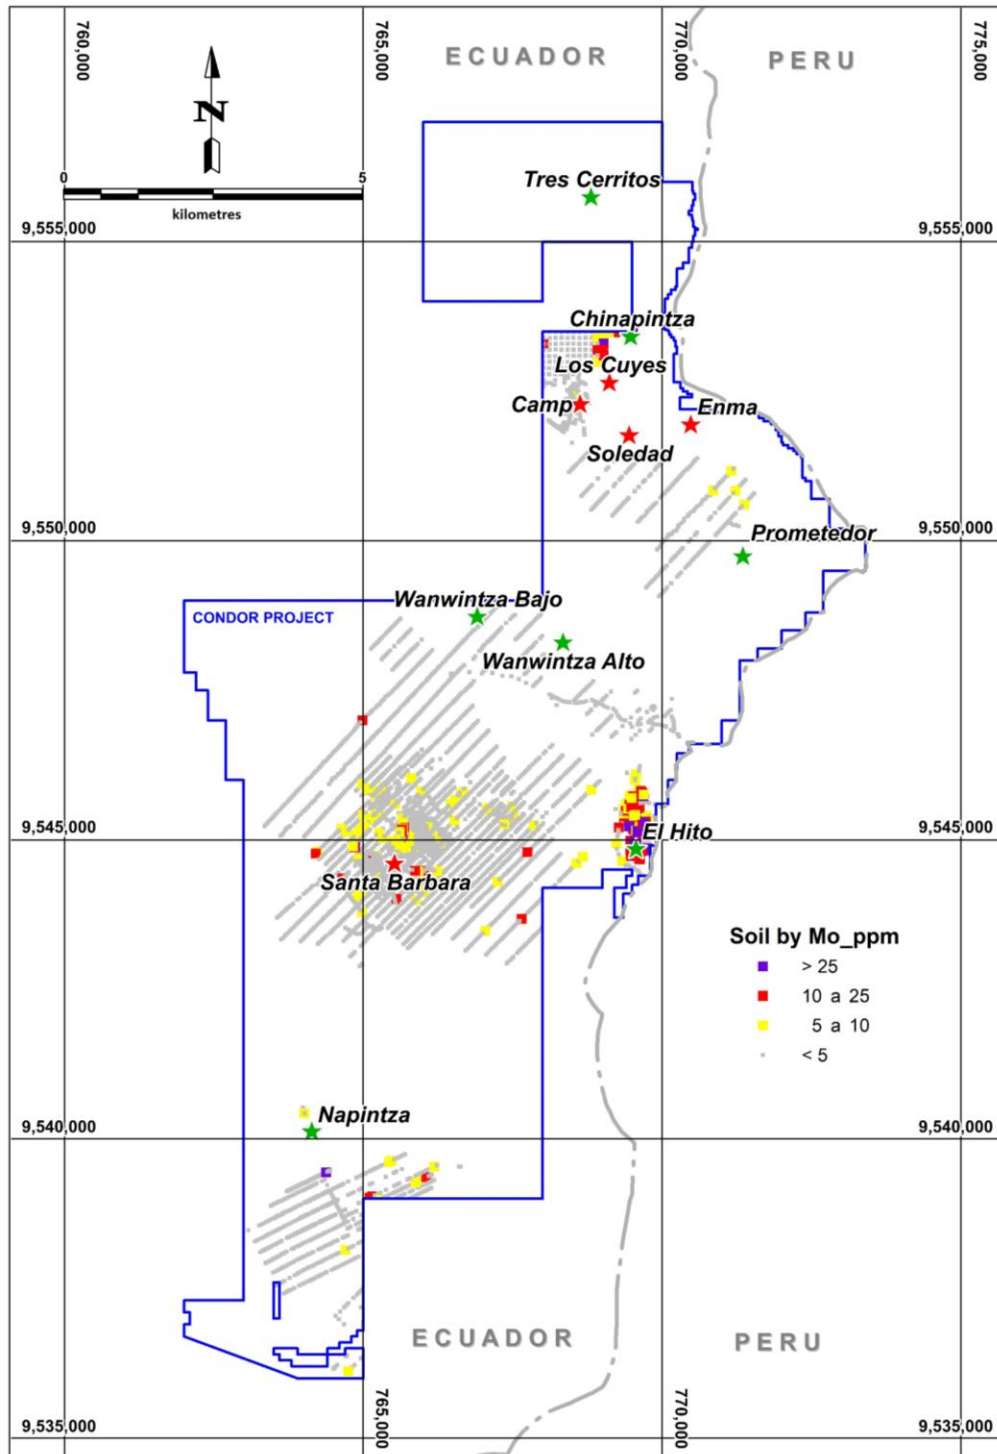 760,000
765,000
770,000
775,000
ECUADOR
PERU
N
0
5
kilometres
Tres Cerritos
9,555,000
9,555,000
Chinapintza
Los Cuyes
Camp
Enma
Soledad
9,550,000
9,550,000
Prometedor
Wanwintza Bajo
CONDOR PROJECT
Wanwintza Alto
9,545,000
9,545,000
El Hito
Santa Barbara
Soil by Mo_ppm
> 25
10 a 25
5 a 10
< 5
Napintza
9,540,000
9,540,000
ECUADOR
PERU
765,000
770,000
9,535,000
9,535,000